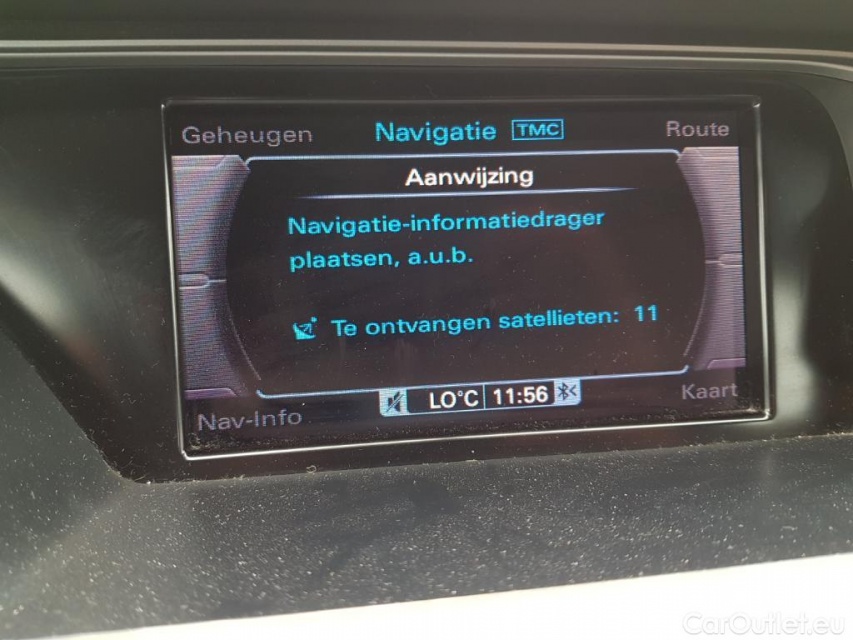 Geheugen Navigatie TMC Route
Aanwijzing
Navigatie-informatiedrager
plaatsen, a.u.b.
Te ontvangen satellieten: 11
Nav-Info LO°C 11:56 Kaart
CarOutlet.eu